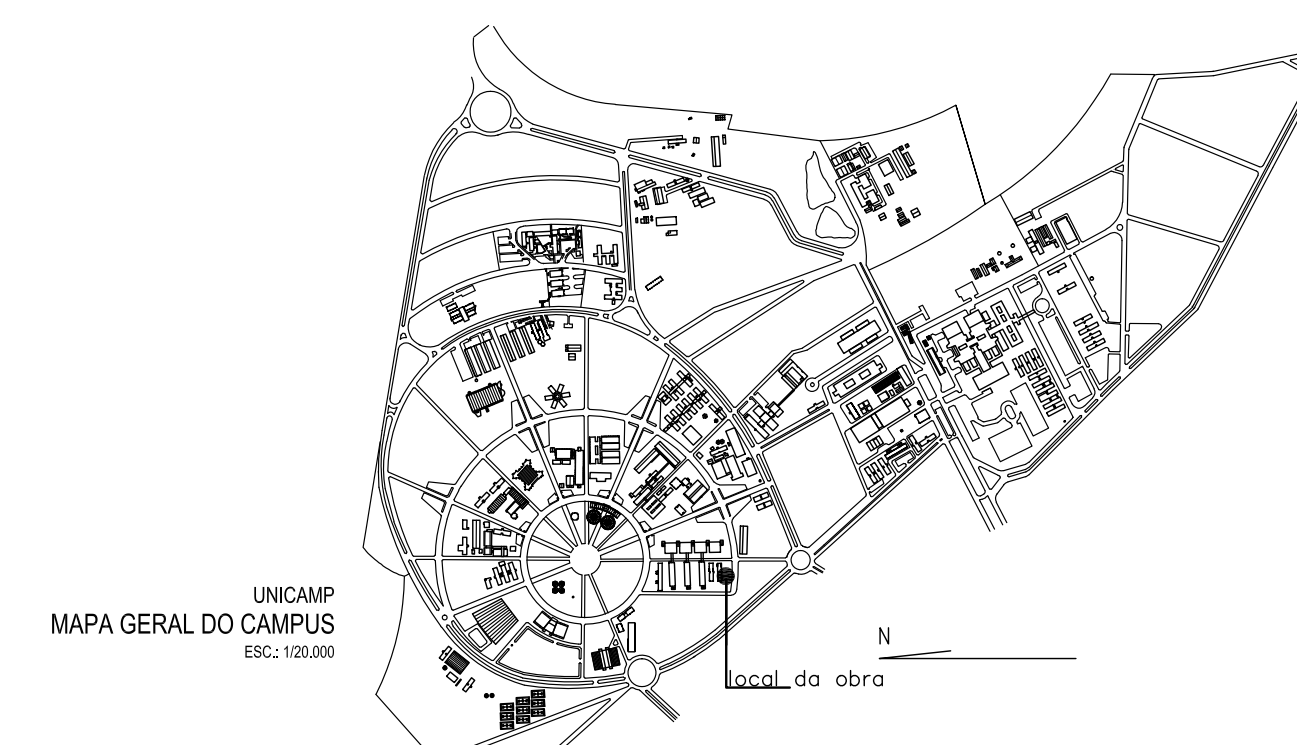 UNICAMP
MAPA GERAL DO CAMPUS
ESC.: 1/20.000
N
local da obra